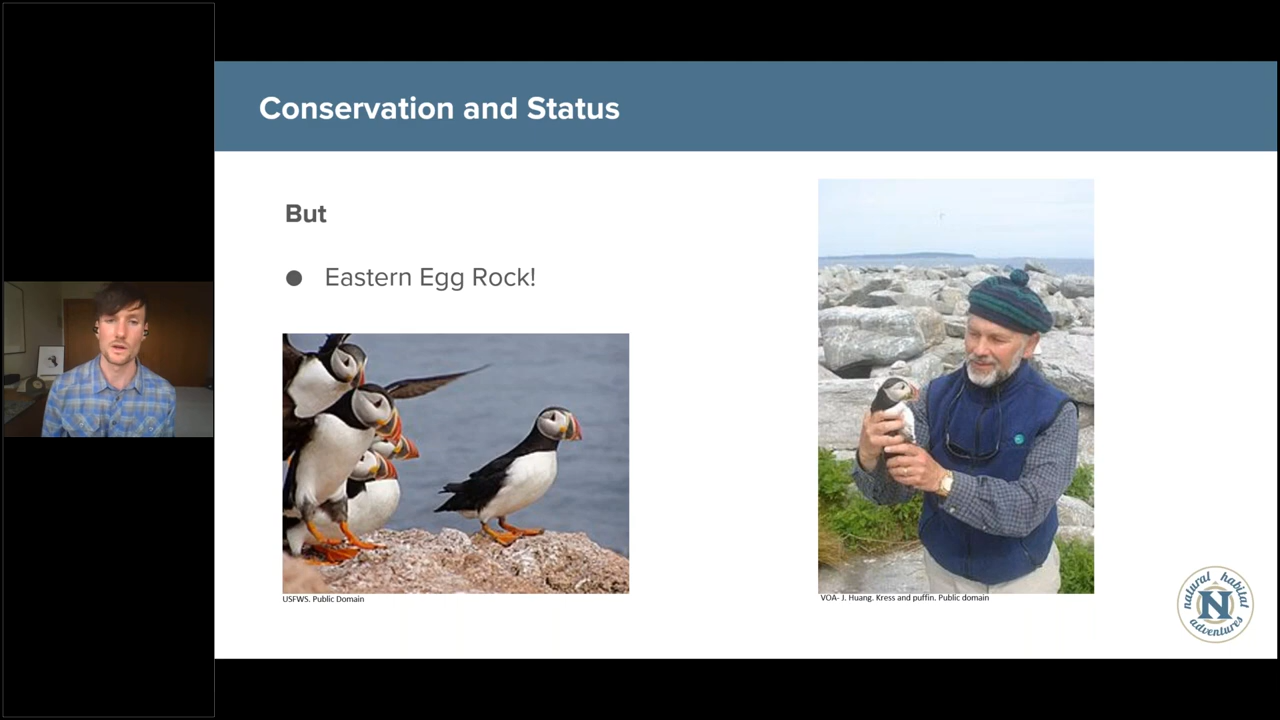 Conservation and Status
But
Eastern Egg Rock!
USFWS. Public Domain
VOA- J. Huang. Kress and puffin. Public domain
natural habitat
N
adventures